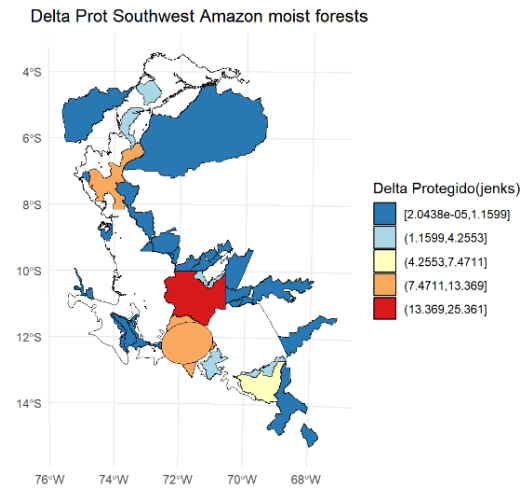 Delta Prot Southwest Amazon moist forests
4°S
6°S
8°S
10°S
12°S
14°S
76°W 74°W 72°W 70°W 68°W
Delta Protegido(jenks)
[2.0438e-05,1.1599]
(1.1599,4.2553]
(4.2553,7.4711]
(7.4711,13.369]
(13.369,25.361]